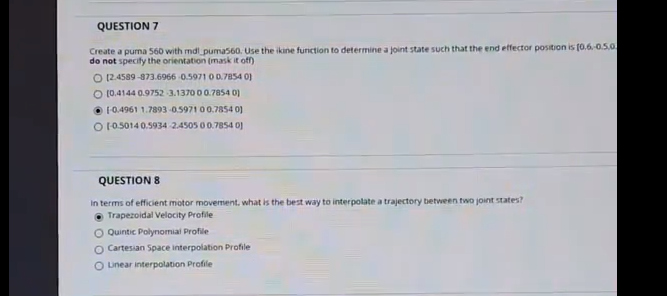 QUESTION 7
Create a puma 560 with mdl_puma560. Use the ikine function to determine a joint state such that the end effector position is [0.6,-0.5,0.
do not specify the orientation (mask it off)
[2.4589 -873.6966 -0.5971 0 0.7854 0]
[0.4144 0.9752 -3.1370 0 0.7854 0]
[-0.4961 1.7893 -0.5971 0 0.7854 0]
[-0.5014 0.5934 -2.4505 0 0.7854 0]
QUESTION 8
In terms of efficient motor movement, what is the best way to interpolate a trajectory between two joint states?
Trapezoidal Velocity Profile
Quintic Polynomial Profile
Cartesian Space Interpolation Profile
Linear Interpolation Profile